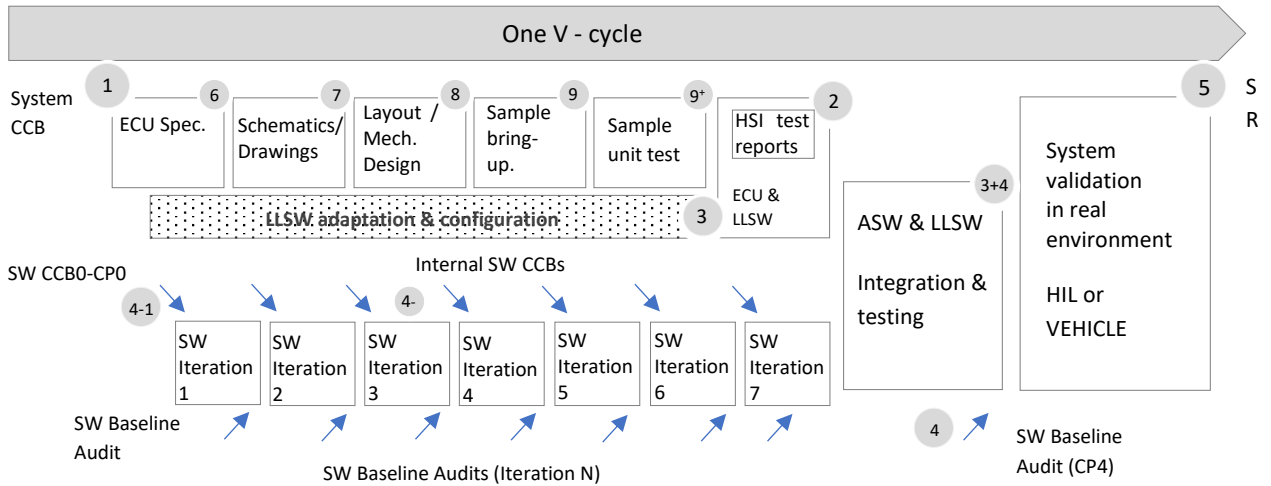 One V - cycle
System
CCB
1
6
ECU Spec.
7
Schematics/
Drawings
8
Layout /
Mech.
Design
9
Sample
bring-
up.
9+
Sample
unit test
2
HSI test
reports
ECU &
LLSW
5
S
R
LLSW adaptation & configuration
3
3+4
ASW & LLSW
Integration &
testing
System
validation
in real
environment
HIL or
VEHICLE
SW CCB0-CP0
Internal SW CCBs
4-1
4-
SW
Iteration
1
SW
Iteration
2
SW
Iteration
3
SW
Iteration
4
SW
Iteration
5
SW
Iteration
6
SW
Iteration
7
SW Baseline
Audit
SW Baseline Audits (Iteration N)
4
SW Baseline
Audit (CP4)